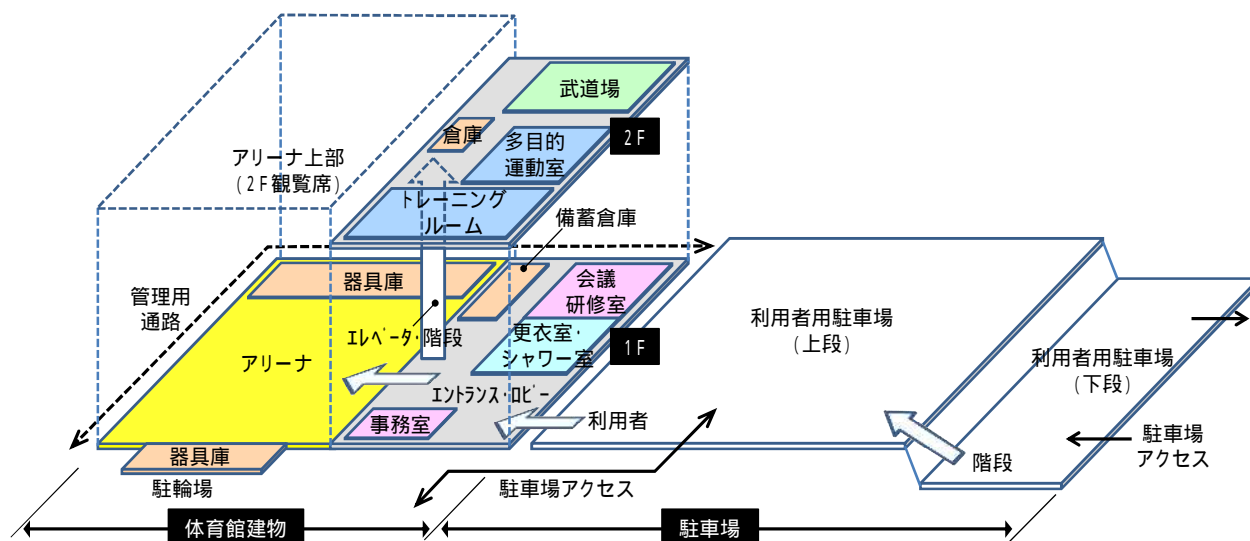 武道場
倉庫
多目的
運動室
2F
アリーナ上部
(2F観覧席)
トレーニング
ルーム
備蓄倉庫
器具庫
会議
研修室
管理用
通路
エレベータ・階段
更衣室・
シャワー室
1F
アリーナ
エントランス・ロビー
事務室
利用者
利用者用駐車場
(上段)
利用者用駐車場
(下段)
器具庫
駐輪場
駐車場アクセス
階段
駐車場
アクセス
体育館建物
駐車場